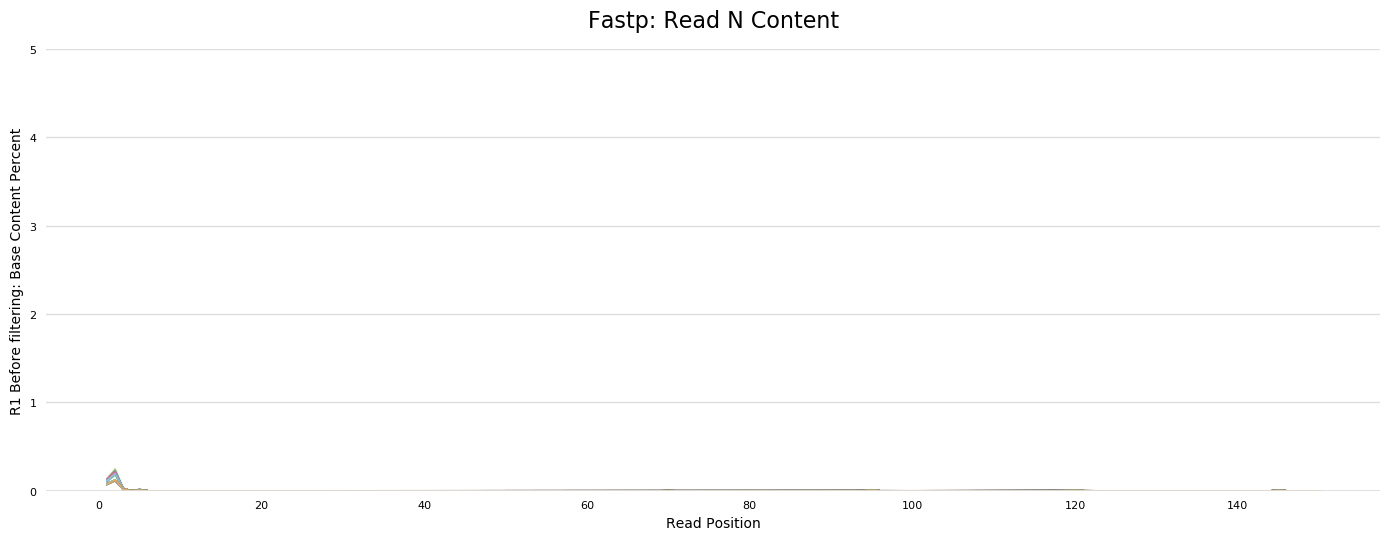 Fastp: Read N Content
R1 Before filtering: Base Content Percent
5
4
3
2
1
0
0 20 40 60 80 100 120 140
Read Position